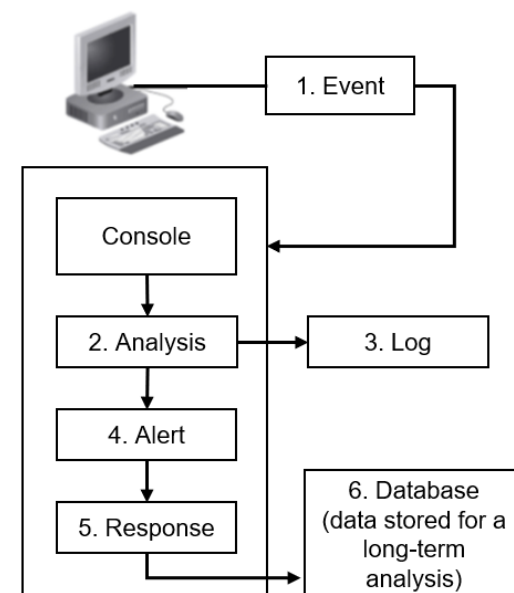 1. Event
Console
2. Analysis
3. Log
4. Alert
5. Response
6. Database
(data stored for a
long-term
analysis)